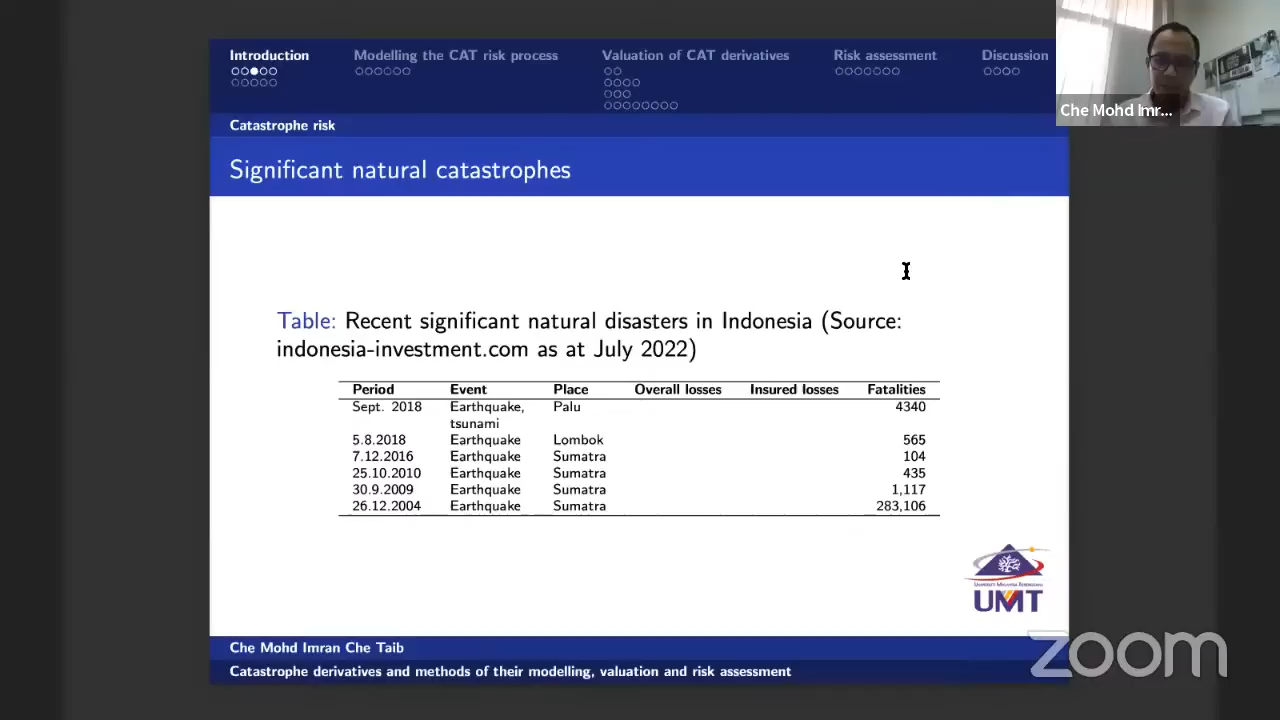 Introduction
Modelling the CAT risk process
Valuation of CAT derivatives
Risk assessment
Discussion
Che Mohd Imr...
Catastrophe risk
Significant natural catastrophes
Table: Recent significant natural disasters in Indonesia (Source:
indonesia-investment.com as at July 2022)
Period Event Place Overall losses Insured losses Fatalities
Sept. 2018 Earthquake, Palu 4340
tsunami
5.8.2018 Earthquake Lombok 565
7.12.2016 Earthquake Sumatra 104
25.10.2010 Earthquake Sumatra 435
30.9.2009 Earthquake Sumatra 1,117
26.12.2004 Earthquake Sumatra 283,106
UMT
Che Mohd Imran Che Taib
Catastrophe derivatives and methods of their modelling, valuation and risk assessment
zoom